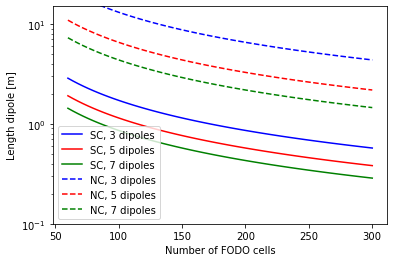 10¹
10⁰
10⁻¹
Length dipole [m]
SC, 3 dipoles
SC, 5 dipoles
SC, 7 dipoles
NC, 3 dipoles
NC, 5 dipoles
NC, 7 dipoles
50 100 150 200 250 300
Number of FODO cells